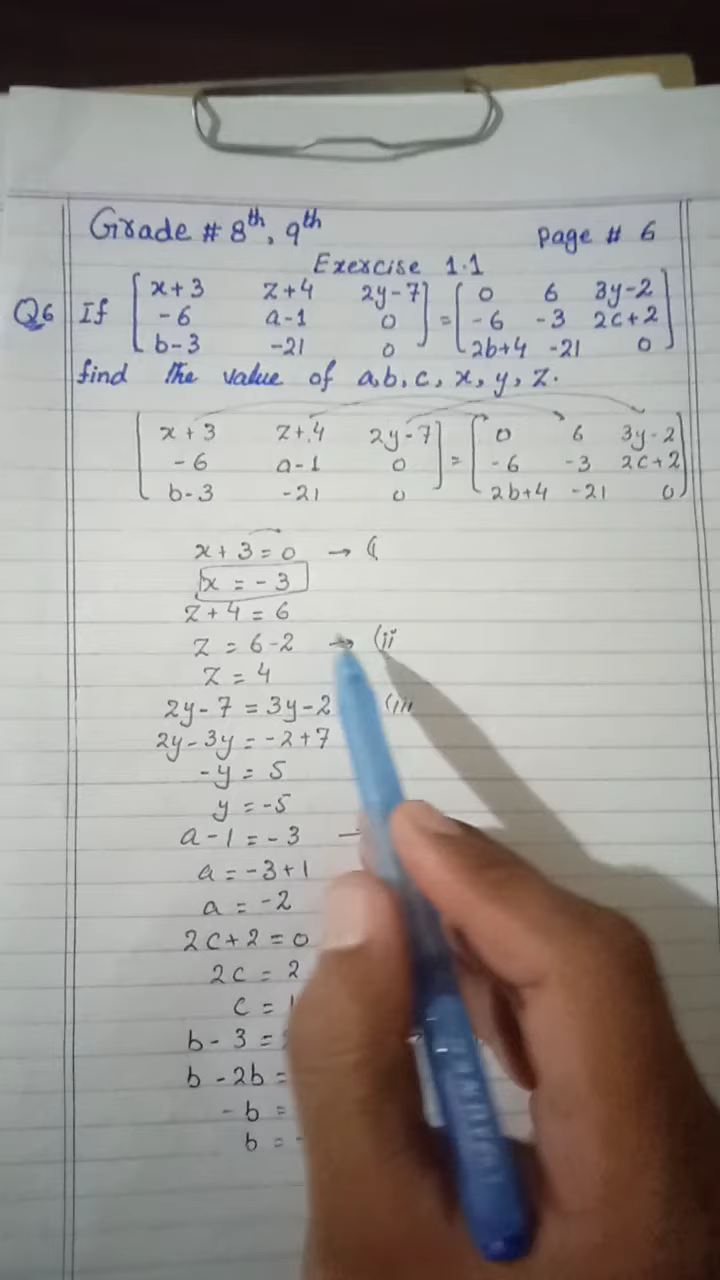 Grade # 8th, 9th Page # 6
Exercise 1.1
Q6 If [x+3 z+4 2y-7] = [0 6 3y-2]
[-6 a-1 0] [-6 -3 2c+2]
[b-3 -21 0] [2b+4 -21 0]
find the value of a,b,c,x,y,z.
[x+3 z+4 2y-7] = [0 6 3y-2]
[-6 a-1 0] [-6 -3 2c+2]
[b-3 -21 0] [2b+4 -21 0]
x+3=0 → (i
x = -3
z+4=6
z = 6-2 → (ii
z = 4
2y-7=3y-2 (iii
2y-3y=-2+7
-y = 5
y = -5
a-1=-3
a=-3+1
a=-2
2c+2=0
2c=2
c=
b-3=
b-2b=
-b=
b=-